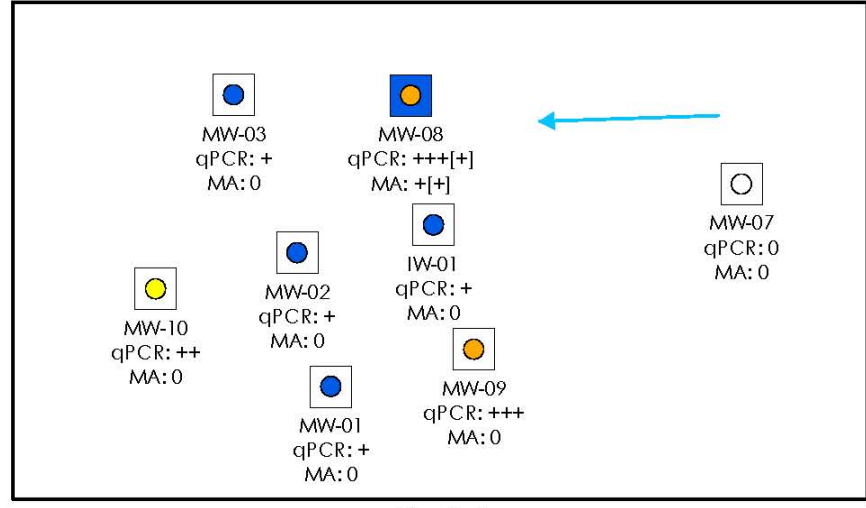 MW-03
qPCR: +
MA: 0
MW-08
qPCR: +++[+]
MA: +[+]
MW-07
qPCR: 0
MA: 0
IW-01
qPCR: +
MA: 0
MW-02
qPCR: +
MA: 0
MW-10
qPCR: ++
MA: 0
MW-09
qPCR: +++
MA: 0
MW-01
qPCR: +
MA: 0